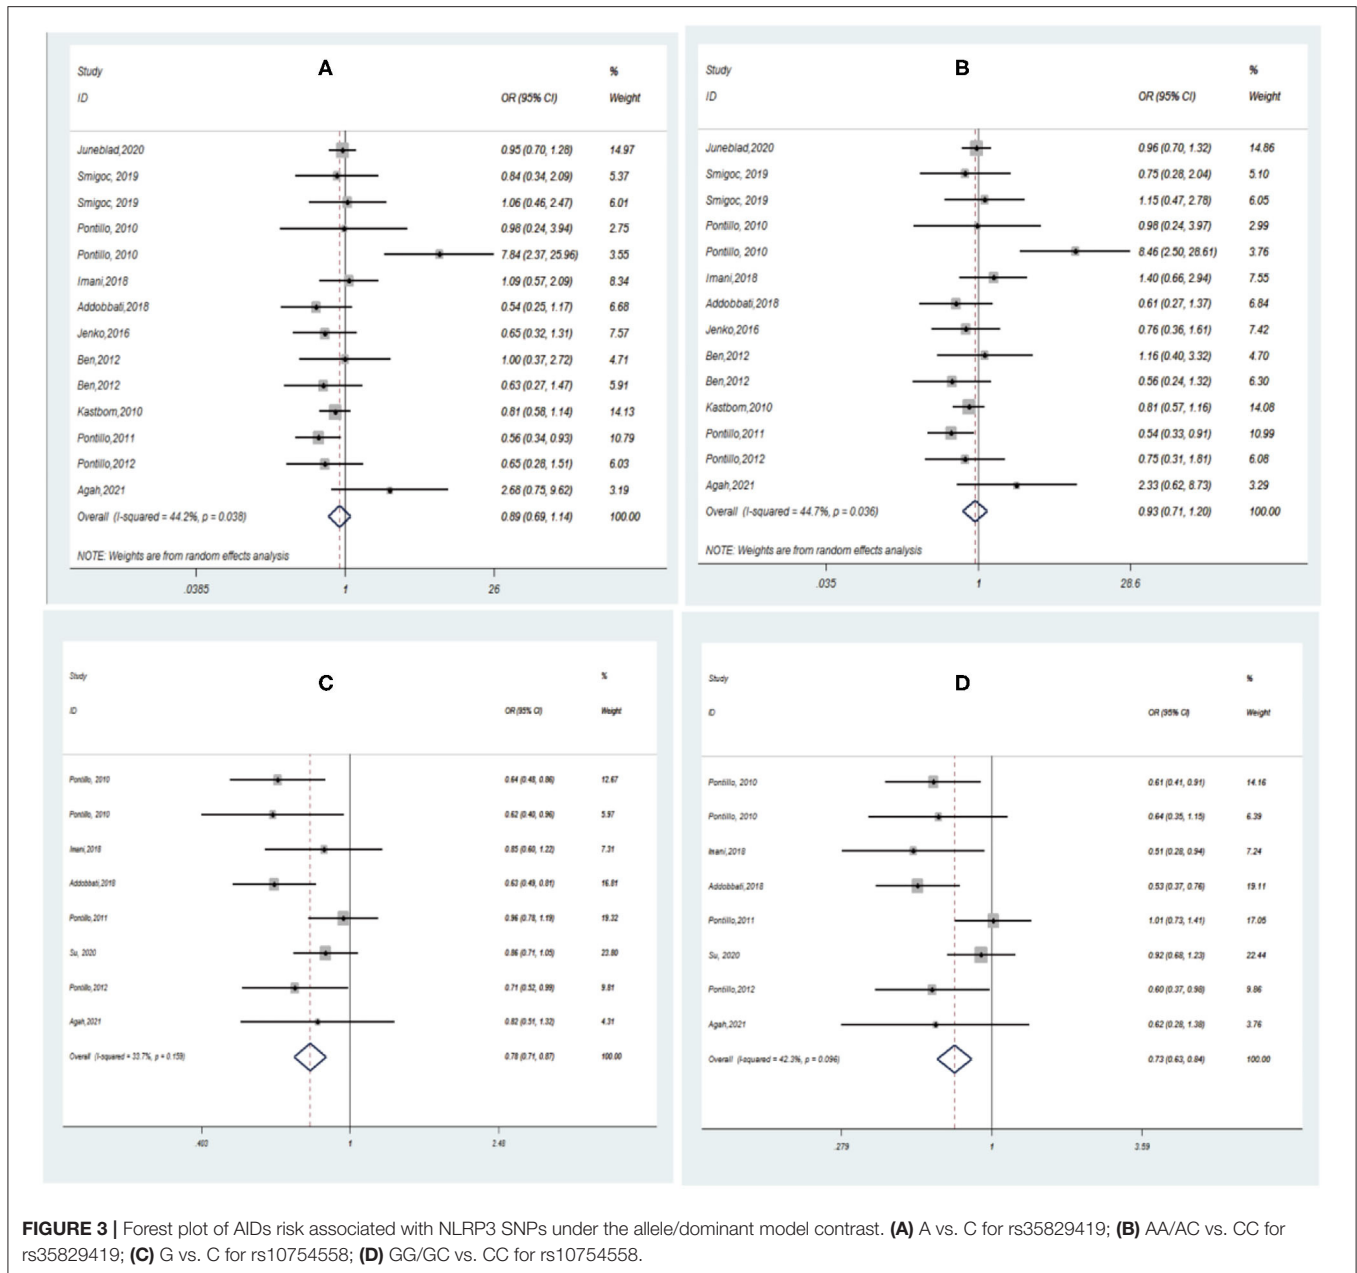 A
Study %
ID OR (95% CI) Weight
Juneblad,2020 0.95 (0.70, 1.28) 14.97
Smigoc, 2019 0.84 (0.34, 2.09) 5.37
Smigoc, 2019 1.06 (0.46, 2.47) 6.01
Pontillo, 2010 0.98 (0.24, 3.94) 2.75
Pontillo, 2010 7.84 (2.37, 25.96) 3.55
Imani,2018 1.09 (0.57, 2.09) 8.34
Addobbati,2018 0.54 (0.25, 1.17) 6.68
Jenko,2016 0.65 (0.32, 1.31) 7.57
Ben,2012 1.00 (0.37, 2.72) 4.71
Ben,2012 0.63 (0.27, 1.47) 5.91
Kastbom,2010 0.81 (0.58, 1.14) 14.13
Pontillo,2011 0.56 (0.34, 0.93) 10.79
Pontillo,2012 0.65 (0.28, 1.51) 6.03
Agah,2021 2.68 (0.75, 9.62) 3.19
Overall (I-squared = 44.2%, p = 0.038) 0.89 (0.69, 1.14) 100.00
NOTE: Weights are from random effects analysis
.0385 1 26
B
Study %
ID OR (95% CI) Weight
Juneblad,2020 0.96 (0.70, 1.32) 14.86
Smigoc, 2019 0.75 (0.28, 2.04) 5.10
Smigoc, 2019 1.15 (0.47, 2.78) 6.05
Pontillo, 2010 0.98 (0.24, 3.97) 2.99
Pontillo, 2010 8.46 (2.50, 28.61) 3.76
Imani,2018 1.40 (0.66, 2.94) 7.55
Addobbati,2018 0.61 (0.27, 1.37) 6.84
Jenko,2016 0.76 (0.36, 1.61) 7.42
Ben,2012 1.16 (0.40, 3.32) 4.70
Ben,2012 0.56 (0.24, 1.32) 6.30
Kastbom,2010 0.81 (0.57, 1.16) 14.08
Pontillo,2011 0.54 (0.33, 0.91) 10.99
Pontillo,2012 0.75 (0.31, 1.81) 6.08
Agah,2021 2.33 (0.62, 8.73) 3.29
Overall (I-squared = 44.7%, p = 0.036) 0.93 (0.71, 1.20) 100.00
NOTE: Weights are from random effects analysis
.035 1 28.6
C
Study %
ID OR (95% CI) Weight
Pontillo, 2010 0.64 (0.48, 0.86) 12.67
Pontillo, 2010 0.62 (0.40, 0.96) 5.97
Imani,2018 0.85 (0.60, 1.22) 7.31
Addobbati,2018 0.63 (0.49, 0.81) 16.81
Pontillo,2011 0.96 (0.78, 1.19) 19.32
Su, 2020 0.86 (0.71, 1.05) 23.80
Pontillo,2012 0.71 (0.52, 0.99) 9.81
Agah,2021 0.82 (0.51, 1.32) 4.31
Overall (I-squared = 33.7%, p = 0.159) 0.78 (0.71, 0.87) 100.00
.403 1 2.48
D
Study %
ID OR (95% CI) Weight
Pontillo, 2010 0.61 (0.41, 0.91) 14.16
Pontillo, 2010 0.64 (0.35, 1.15) 6.39
Imani,2018 0.51 (0.28, 0.94) 7.24
Addobbati,2018 0.53 (0.37, 0.76) 19.11
Pontillo,2011 1.01 (0.73, 1.41) 17.05
Su, 2020 0.92 (0.68, 1.23) 22.44
Pontillo,2012 0.60 (0.37, 0.98) 9.86
Agah,2021 0.62 (0.28, 1.38) 3.76
Overall (I-squared = 42.3%, p = 0.096) 0.73 (0.63, 0.84) 100.00
.279 1 3.59
FIGURE 3 | Forest plot of AIDs risk associated with NLRP3 SNPs under the allele/dominant model contrast. (A) A vs. C for rs35829419; (B) AA/AC vs. CC for
rs35829419; (C) G vs. C for rs10754558; (D) GG/GC vs. CC for rs10754558.